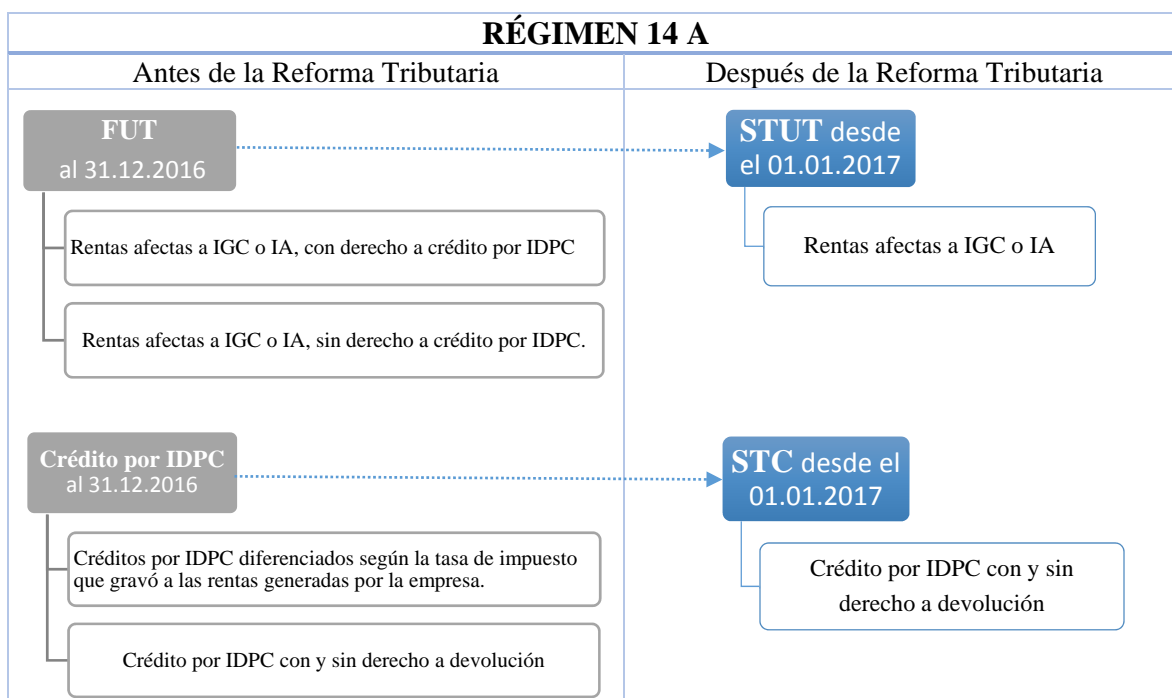 RÉGIMEN 14 A
Antes de la Reforma Tributaria
Después de la Reforma Tributaria
FUT
al 31.12.2016
STUT desde
el 01.01.2017
Rentas afectas a IGC o IA, con derecho a crédito por IDPC
Rentas afectas a IGC o IA
Rentas afectas a IGC o IA, sin derecho a crédito por IDPC.
Crédito por IDPC
al 31.12.2016
STC desde el
01.01.2017
Créditos por IDPC diferenciados según la tasa de impuesto
que gravó a las rentas generadas por la empresa.
Crédito por IDPC con y sin
derecho a devolución
Crédito por IDPC con y sin derecho a devolución